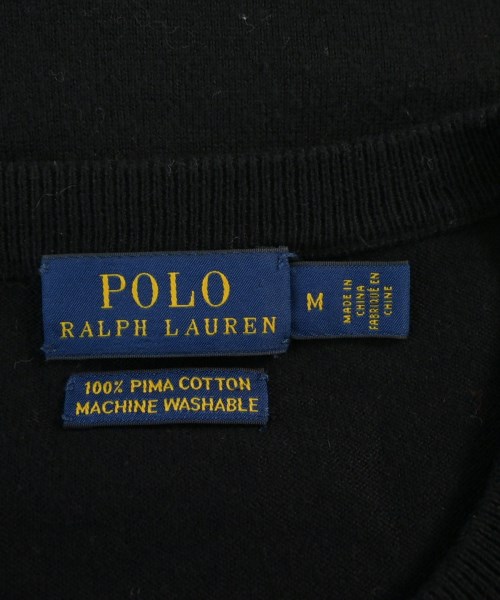 POLO
RALPH LAUREN
M
MADE IN
CHINA
FABRIQUÉ EN
CHINE
100% PIMA COTTON
MACHINE WASHABLE